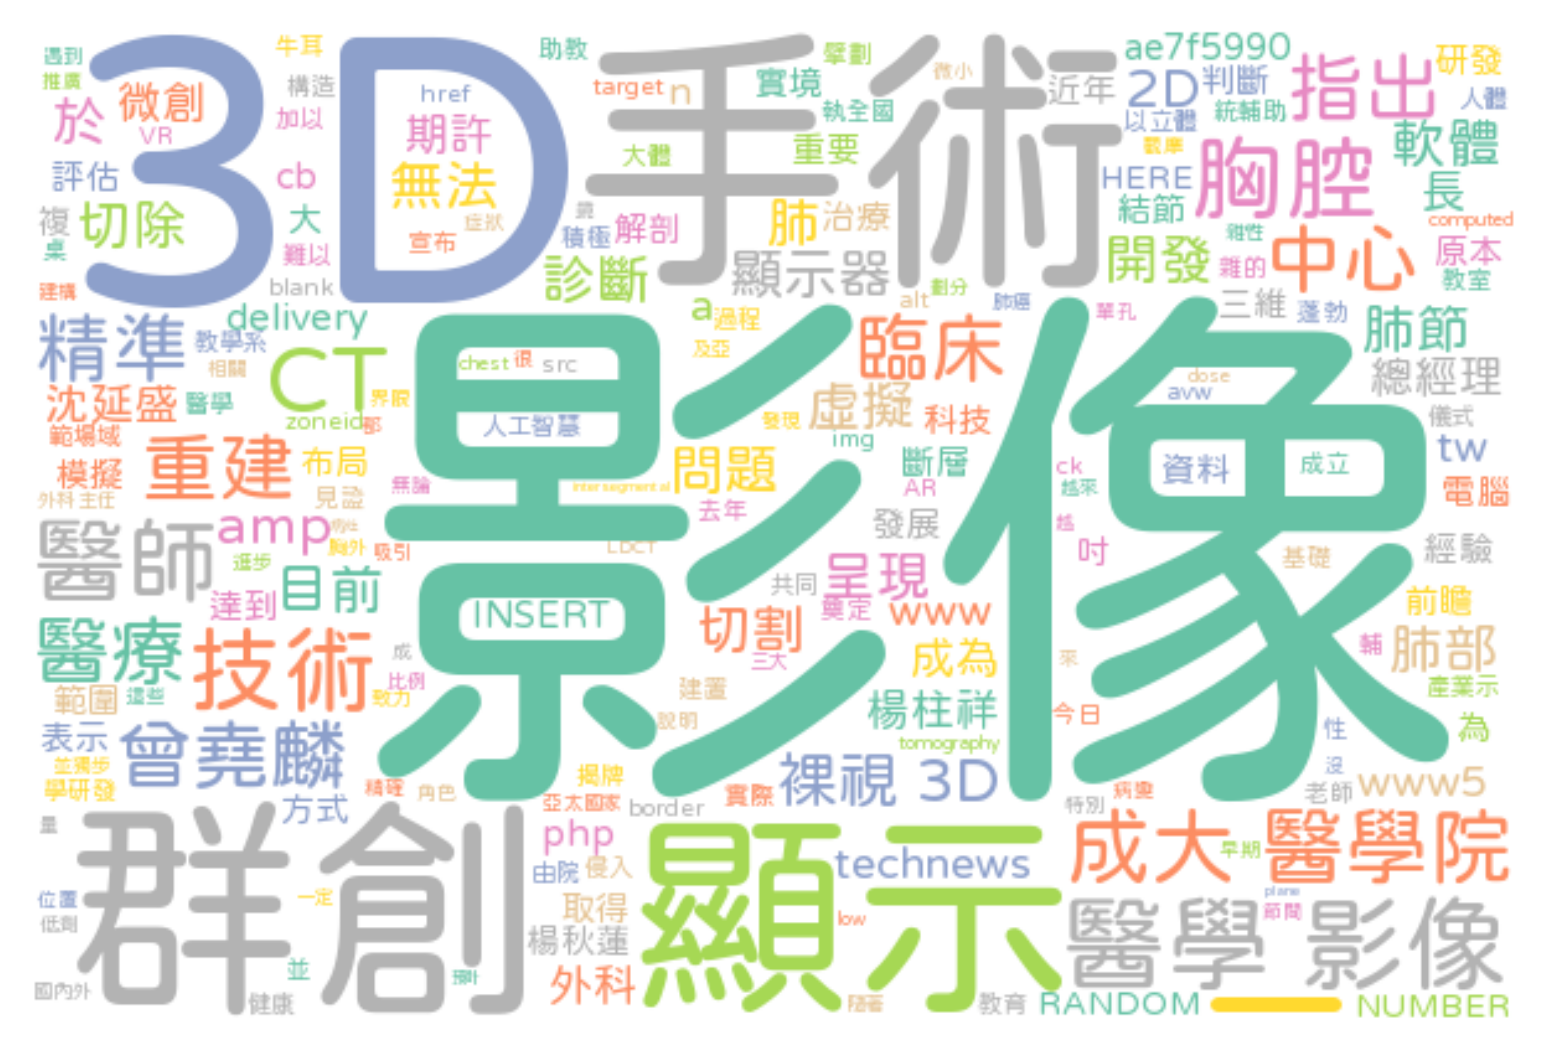 遇到
推廣
於
微創
VR
牛耳
構造
加以
3D
href
期許
無法
症狀
宣布
助教
target
n
大體
手術
擘劃
實境
執全國
重要
微小
近年
ae7f5990
2D
判斷
以立體
統輔助
指出
研發
人體
軟體
評估
cb
複
切除
大
桌
難以
建構
blank
積極
解剖
肺
治療
顯示器
診斷
HERE
結節
胸腔
長
computed
開發
雜的
中心
原本
教室
精準
delivery
教學系
相關
CT
沈延盛
醫學
界限
zoneid
範場域
重建
布局
模擬
見證
外科 主任
醫師
amp
胸外
吸引
進步
目前
達到
醫療
技術
成
比例
致力
範圍
這些
表示
曾堯麟
並獨步
學研發
方式
精確
角色
影像
chest
很
src
人工智慧
無論
Intersegmental
INSERT
a
過程
及亞
臨床
虛擬
科技
發現
img
問題
斷層
AR
去年
發展
LDCT
共同
呈現
奠定
www
切割
三大
成為
建置
說明
楊柱祥
tomography
裸視 3D
alt
劃分
肺癌
單孔
三維
蓬勃
肺節
總經理
dose
avw
儀式
tw
ck
越來
越
吋
資料
成立
電腦
經驗
基礎
前瞻
輔
肺部
來
今日
產業示
性
為
沒
老師
www5
病變
特別
揭牌
亞太國家
border
實際
php
由院
侵入
取得
楊秋蓮
外科
群創
量
位置
低劑
國內外
一定
並
預計
健康
顯示
technews
low
隨著
教育
成大 醫學院
早期
plane
節間
醫學 影像
RANDOM
NUMBER